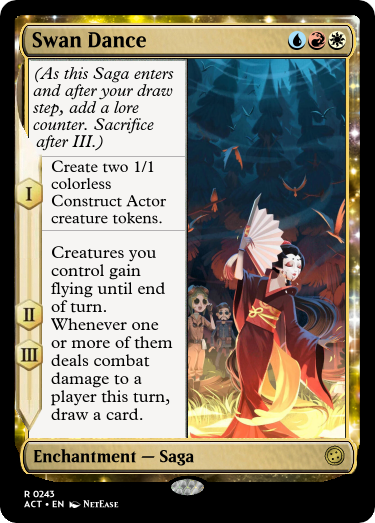 Swan Dance
(As this Saga enters
and after your draw
step, add a lore
counter. Sacrifice
after III.)
I
Create two 1/1
colorless
Construct Actor
creature tokens.
II
III
Creatures you
control gain
flying until end
of turn.
Whenever one
or more of them
deals combat
damage to a
player this turn,
draw a card.
Enchantment — Saga
R 0243
ACT • EN NetEase